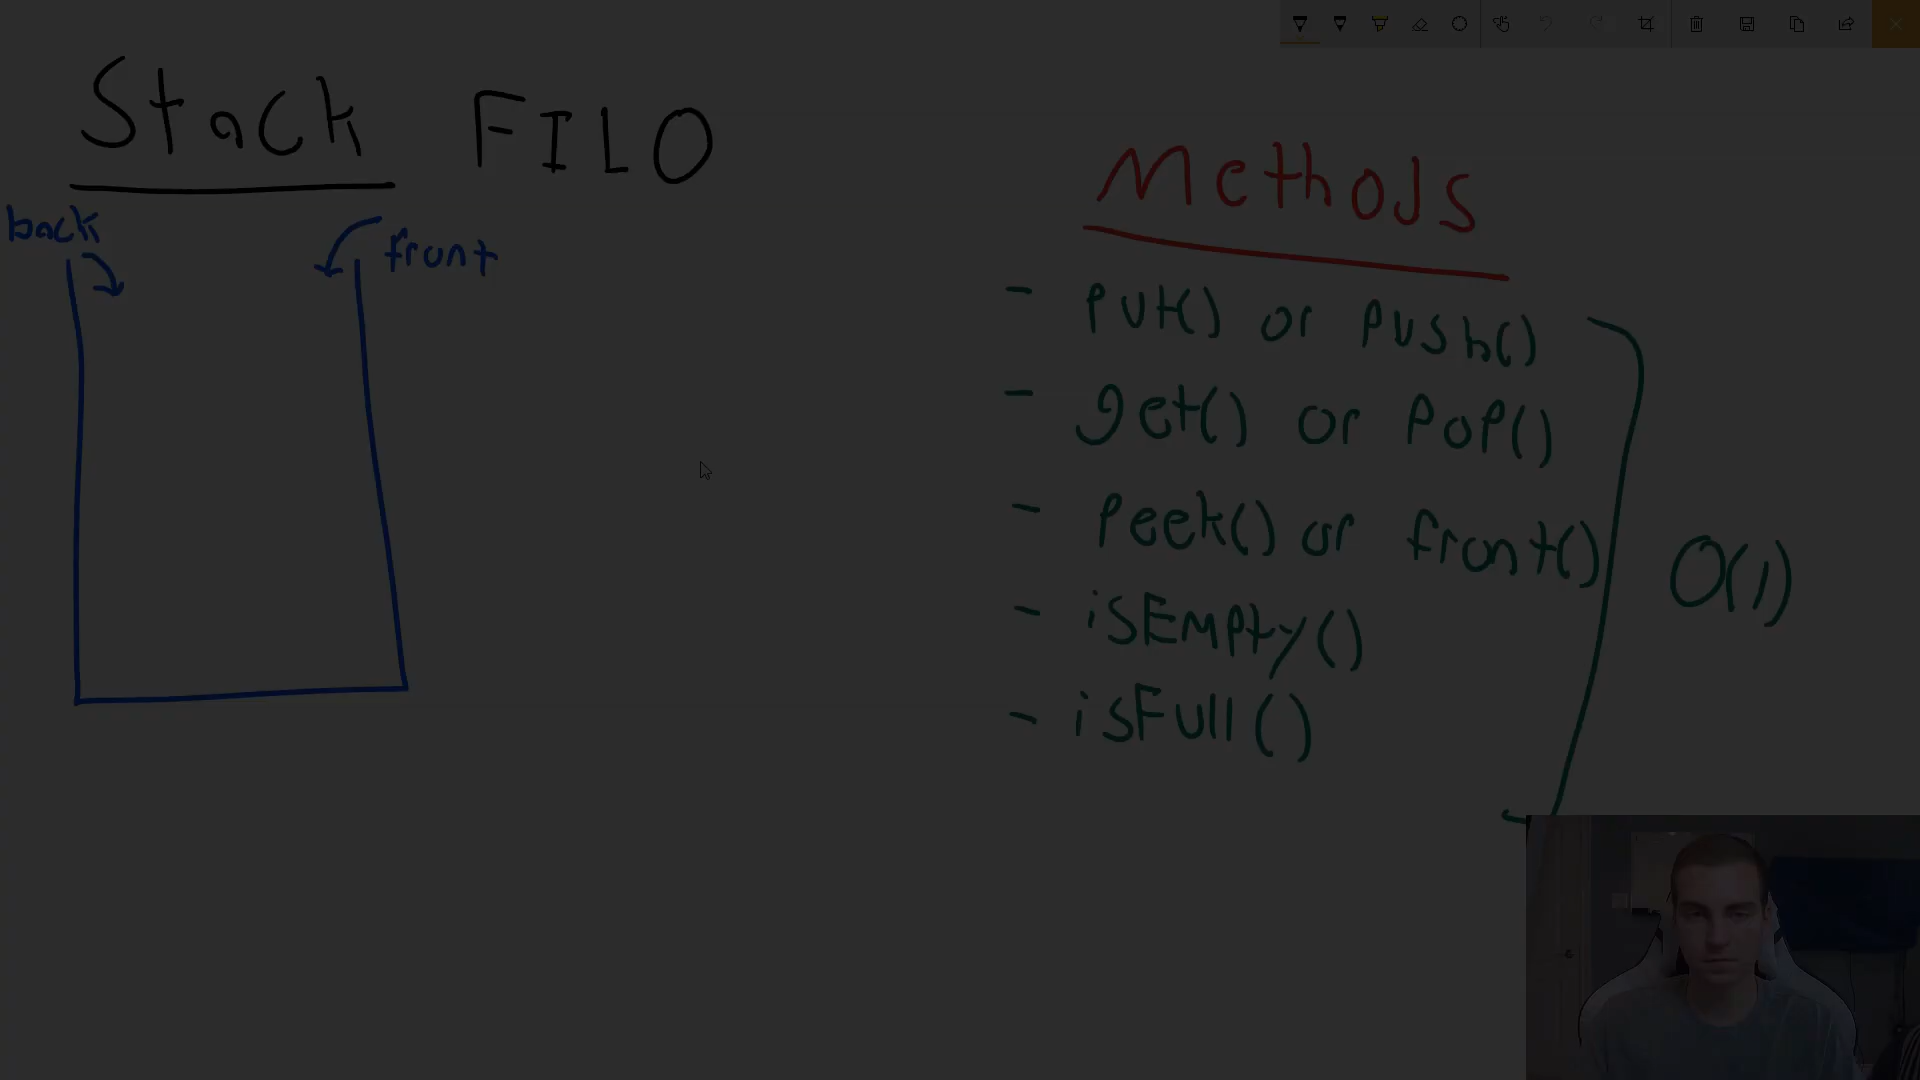 Stack FILO
back
front
Methods
- put() or push()
- get() or pop()
- peek() or front()
- isEmpty()
- isFull()
O(1)